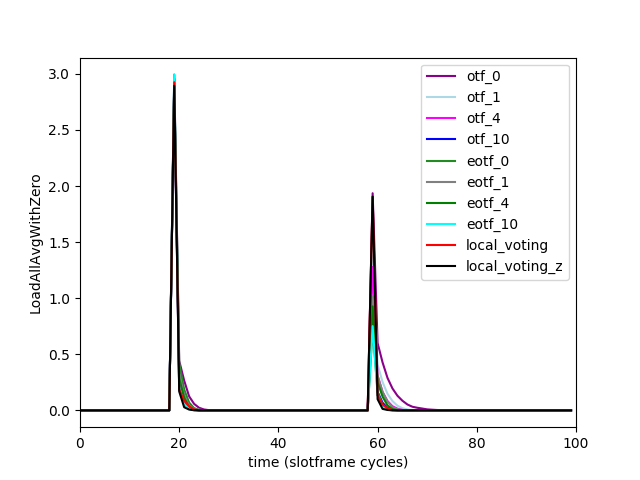 3.0
2.5
2.0
1.5
1.0
0.5
0.0
LoadAllAvgWithZero
0 20 40 60 80 100
time (slotframe cycles)
otf_0
otf_1
otf_4
otf_10
eotf_0
eotf_1
eotf_4
eotf_10
local_voting
local_voting_z